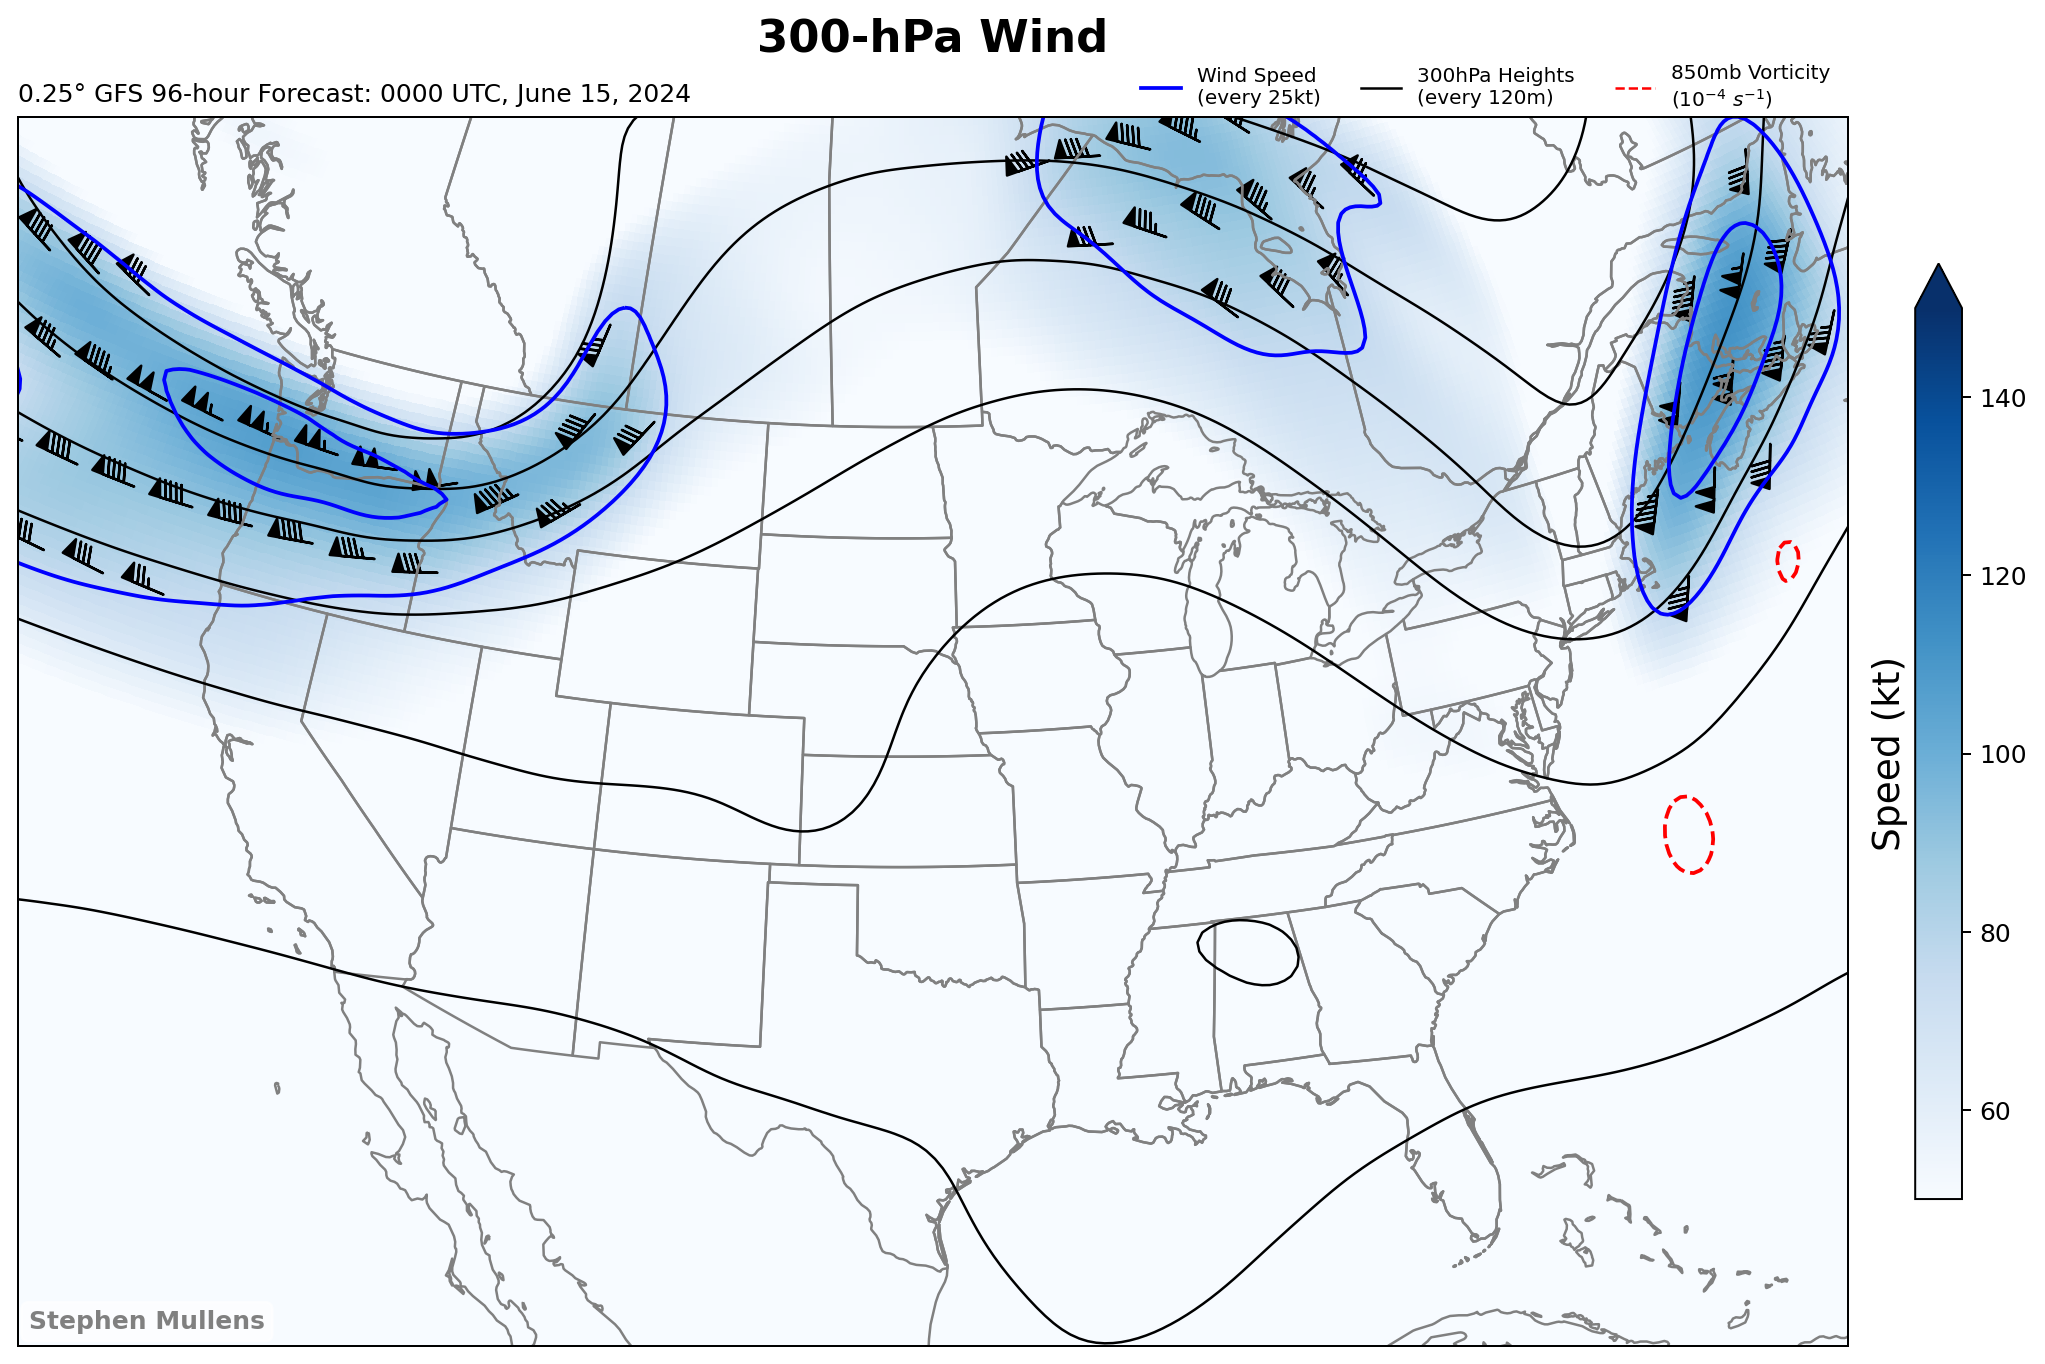 300-hPa Wind
0.25° GFS 96-hour Forecast: 0000 UTC, June 15, 2024
Wind Speed
(every 25kt)
300hPa Heights
(every 120m)
850mb Vorticity
(10⁻⁴ s⁻¹)
140
120
100
80
60
Speed (kt)
Stephen Mullens